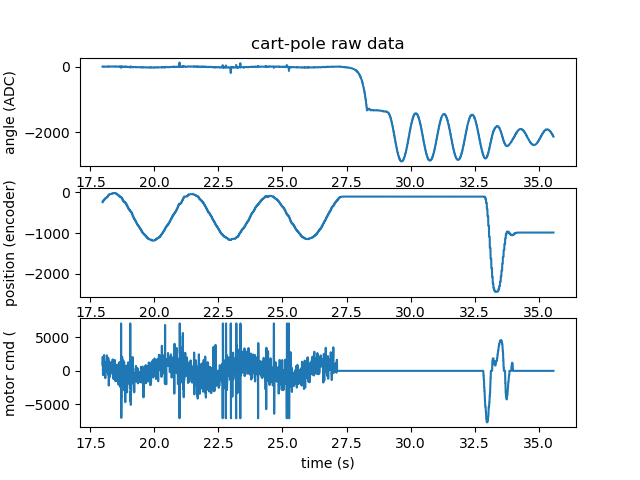 cart-pole raw data
angle (ADC)
0
−2000
17.5 20.0 22.5 25.0 27.5 30.0 32.5 35.0
position (encoder)
0
−1000
−2000
17.5 20.0 22.5 25.0 27.5 30.0 32.5 35.0
motor cmd (
5000
0
−5000
17.5 20.0 22.5 25.0 27.5 30.0 32.5 35.0
time (s)